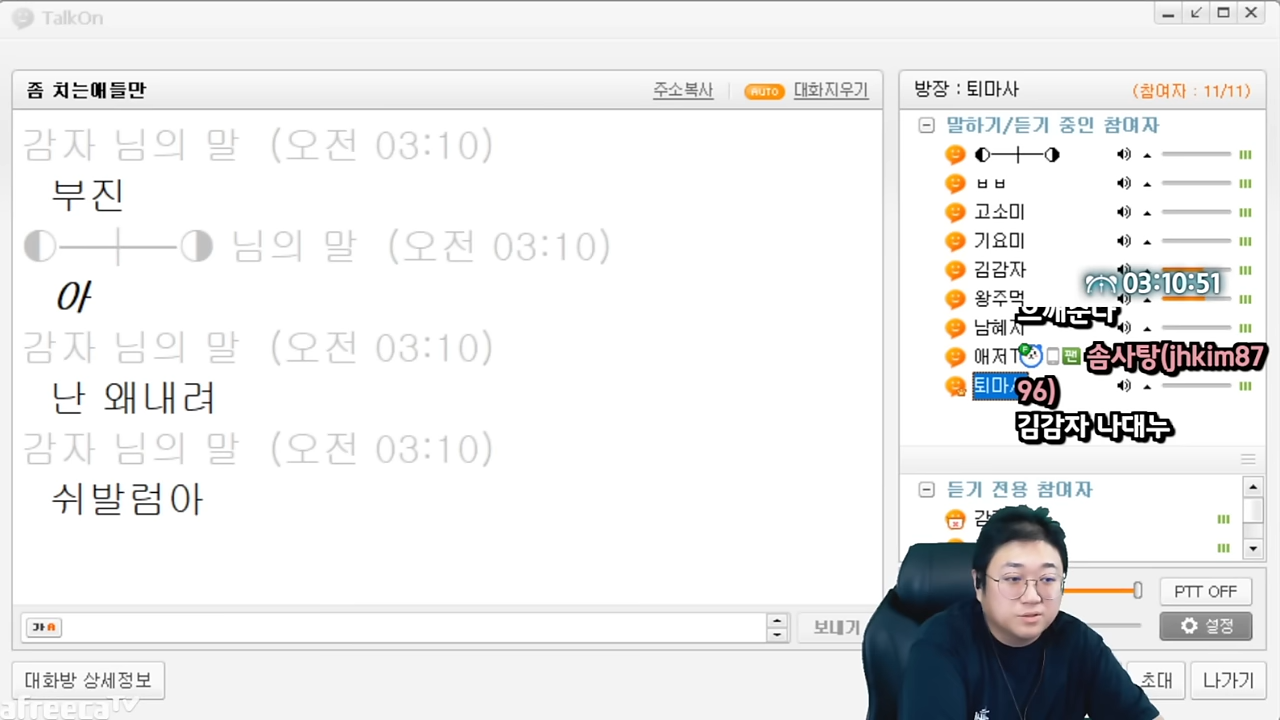 TalkOn
좀 치는애들만
주소복사
AUTO
대화지우기
감자 님의 말 (오전 03:10)
부진
님의 말 (오전 03:10)
아
감자 님의 말 (오전 03:10)
난 왜내려
감자 님의 말 (오전 03:10)
쉬발럼아
가A
보내기
대화방 상세정보
afreecaTV
방장 : 퇴마사
(참여자 : 11/11)
말하기/듣기 중인 참여자
ㅂㅂ
고소미
기요미
김감자
03:10:51
왕주먹
남혜지
애저T
팬 솜사탕(jhkim87
96)
퇴마사
김감자 나대누
듣기 전용 참여자
PTT OFF
설정
초대
나가기